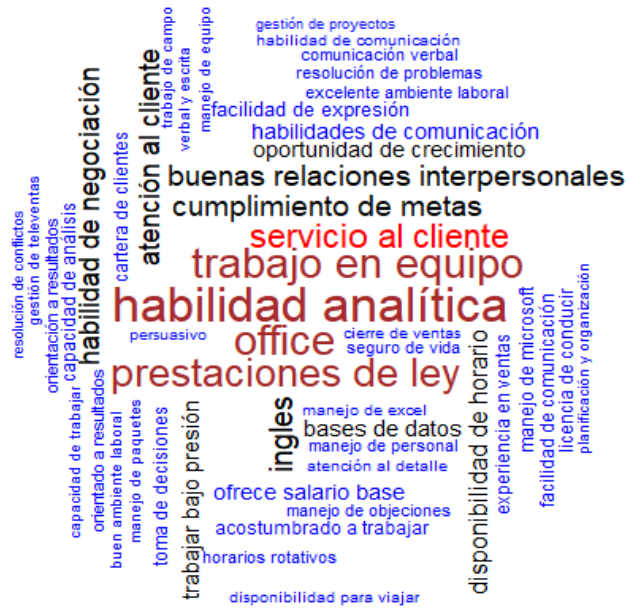 gestión de proyectos
habilidad de comunicación
comunicación verbal
resolución de problemas
excelente ambiente laboral
facilidad de expresión
habilidades de comunicación
oportunidad de crecimiento
buenas relaciones interpersonales
cumplimiento de metas
servicio al cliente
trabajo en equipo
habilidad analítica
persuasivo
office
cierre de ventas
seguro de vida
prestaciones de ley
manejo de excel
bases de datos
manejo de personal
atención al detalle
ofrece salario base
manejo de objeciones
acostumbrado a trabajar
horarios rotativos
disponibilidad para viajar
resolución de conflictos
gestión de televentas
orientación a resultados
capacidad de análisis
habilidad de negociación
cartera de clientes
atención al cliente
trabajo de campo
verbal y escrita
manejo de equipo
capacidad de trabajar
orientado a resultados
buen ambiente laboral
manejo de paquetes
toma de decisiones
trabajar bajo presión
ingles
disponibilidad de horario
experiencia en ventas
manejo de microsoft
facilidad de comunicación
licencia de conducir
planificación y organización